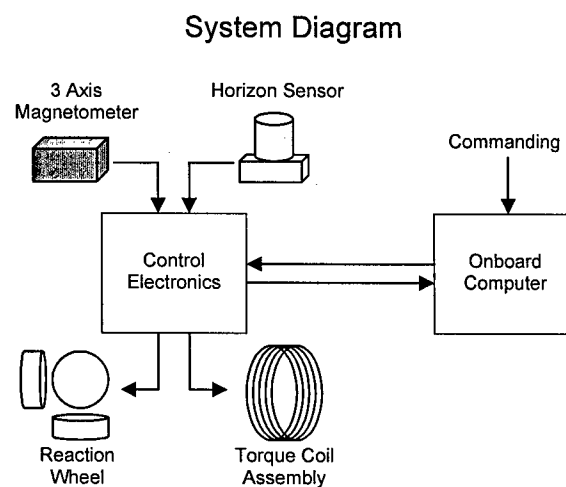 System Diagram
3 Axis
Magnetometer
Horizon Sensor
Commanding
Control
Electronics
Onboard
Computer
Reaction
Wheel
Torque Coil
Assembly